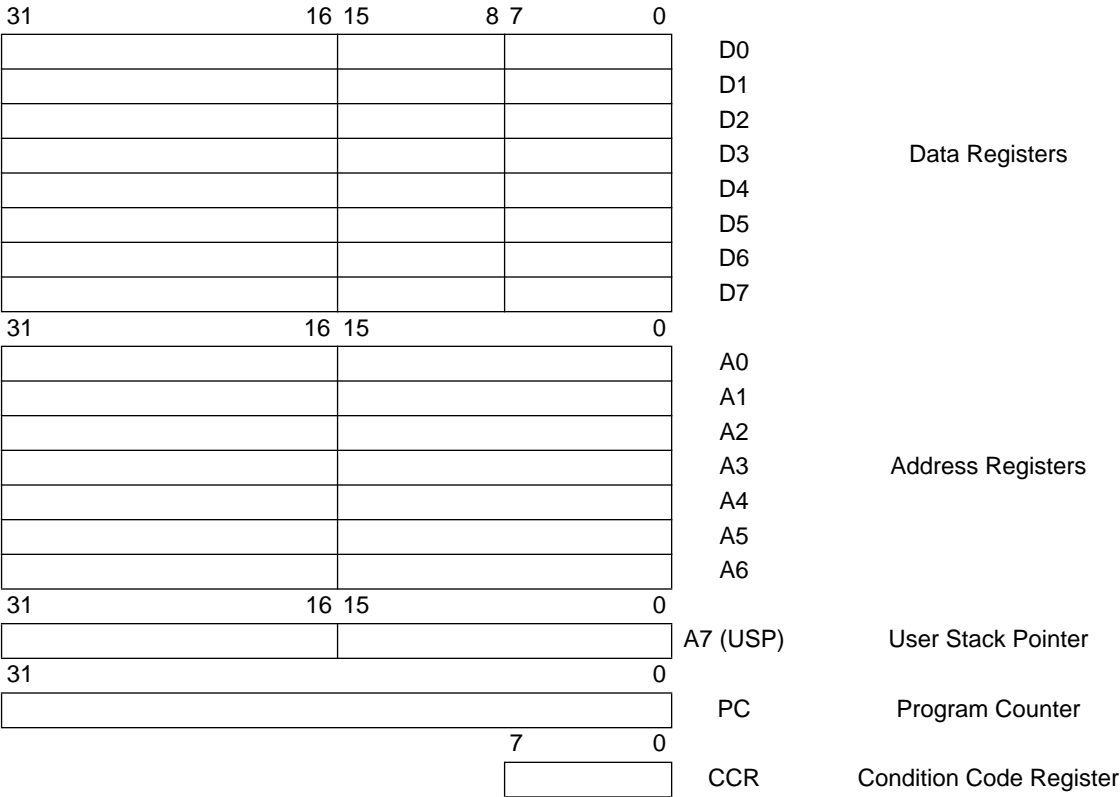 31 16 15 8 7 0
D0
D1
D2
D3 Data Registers
D4
D5
D6
D7
31 16 15 0
A0
A1
A2
A3 Address Registers
A4
A5
A6
31 16 15 0
A7 (USP) User Stack Pointer
31 0
PC Program Counter
7 0
CCR Condition Code Register